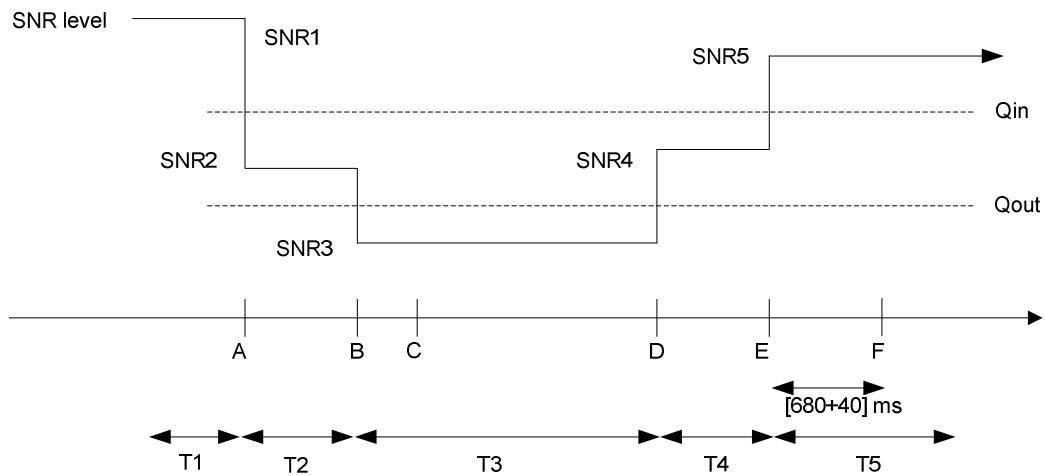 SNR level
SNR1
SNR5
Qin
SNR2
SNR4
Qout
SNR3
A
B
C
D
E
F
[680+40] ms
T1
T2
T3
T4
T5